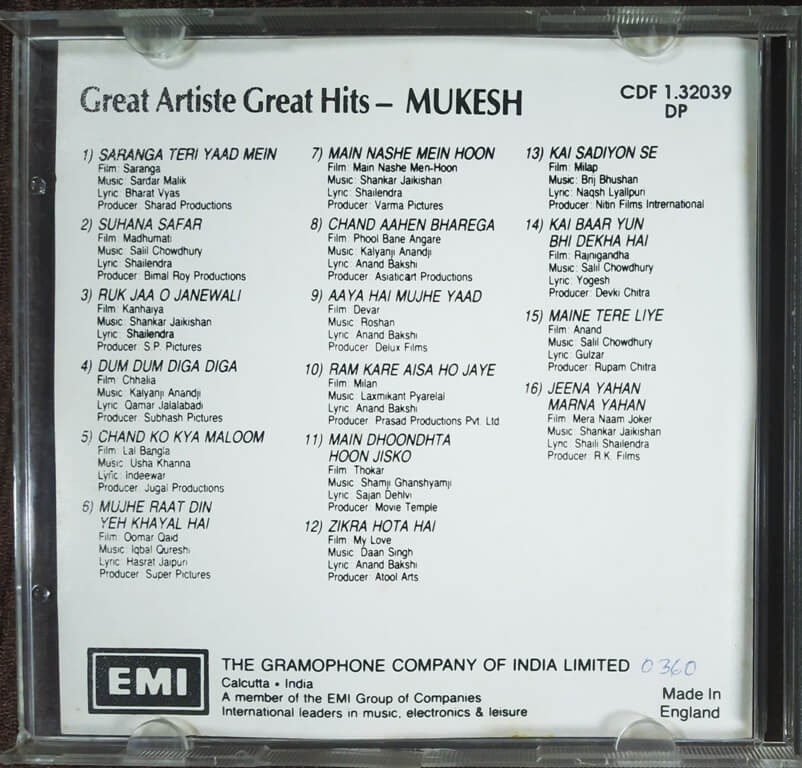 Great Artiste Great Hits – MUKESH
CDF 1.32039
DP
1) SARANGA TERI YAAD MEIN
Film: Saranga
Music: Sardar Malik
Lyric: Bharat Vyas
Producer: Sharad Productions
2) SUHANA SAFAR
Film: Madhumati
Music: Salil Chowdhury
Lyric: Shailendra
Producer: Bimal Roy Productions
3) RUK JAA O JANEWALI
Film: Kanhaiya
Music: Shankar Jaikishan
Lyric: Shailendra
Producer: S.P. Pictures
4) DUM DUM DIGA DIGA
Film: Chhalia
Music: Kalyanji Anandji
Lyric: Qamar Jalalabadi
Producer: Subhash Pictures
5) CHAND KO KYA MALOOM
Film: Lal Bangla
Music: Usha Khanna
Lyric: Indeewar
Producer: Jugal Productions
6) MUJHE RAAT DIN
YEH KHAYAL HAI
Film: Oomar Qaid
Music: Iqbal Qureshi
Lyric: Hasrat Jaipuri
Producer: Super Pictures
7) MAIN NASHE MEIN HOON
Film: Main Nashe Men-Hoon
Music: Shankar Jaikishan
Lyric: Shailendra
Producer: Varma Pictures
8) CHAND AAHEN BHAREGA
Film: Phool Bane Angare
Music: Kalyanji Anandji
Lyric: Anand Bakshi
Producer: Asiaticart Productions
9) AAYA HAI MUJHE YAAD
Film: Devar
Music: Roshan
Lyric: Anand Bakshi
Producer: Delux Films
10) RAM KARE AISA HO JAYE
Film: Milan
Music: Laxmikant Pyarelal
Lyric: Anand Bakshi
Producer: Prasad Productions Pvt. Ltd
11) MAIN DHOONDHTA
HOON JISKO
Film: Thokar
Music: Shamji Ghanshyamji
Lyric: Sajan Dehlvi
Producer: Movie Temple
12) ZIKRA HOTA HAI
Film: My Love
Music: Daan Singh
Lyric: Anand Bakshi
Producer: Atool Arts
13) KAI SADIYON SE
Film: Milap
Music: Brij Bhushan
Lyric: Naqsh Lyallpuri
Producer: Nitin Films Intrernational
14) KAI BAAR YUN
BHI DEKHA HAI
Film: Rajnigandha
Music: Salil Chowdhury
Lyric: Yogesh
Producer: Devki Chitra
15) MAINE TERE LIYE
Film: Anand
Music: Salil Chowdhury
Lyric: Gulzar
Producer: Rupam Chitra
16) JEENA YAHAN
MARNA YAHAN
Film: Mera Naam Joker
Music: Shankar Jaikishan
Lyric: Shaili Shailendra
Producer: R.K. Films
EMI
THE GRAMOPHONE COMPANY OF INDIA LIMITED 0360
Calcutta • India
A member of the EMI Group of Companies
International leaders in music, electronics & leisure
Made In
England